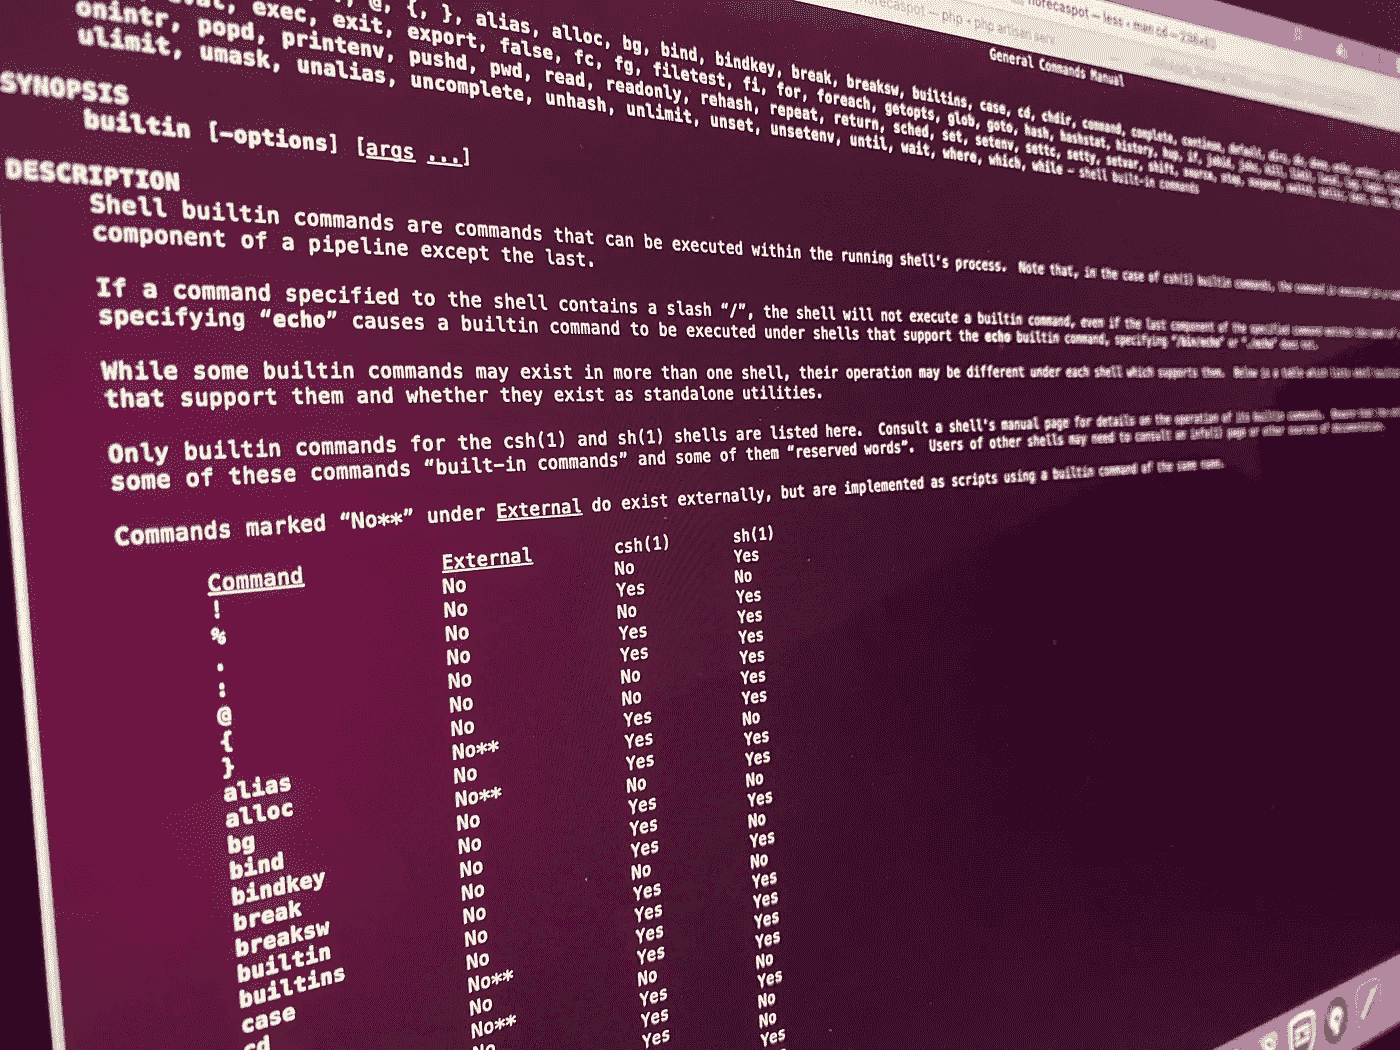 norecaspot — less ‹ man cd —
norecaspot — php ‹ php artisan serv
General Commands Manual
@, {, }, alias, alloc, bg, bind, bindkey, break, breaksw, builtins, case, cd, chdir, command, complete, continue, default,
exec, exit, export, false, fc, fg, filetest, fi, for, foreach, getopts, glob, goto, hash, hashstat, history, hup, if, jobid, jobs, kill,
onintr, popd, printenv, pushd, pwd, read, readonly, rehash, repeat, return, sched, set, setenv, settc, setty, setvar, shift, source, stop, suspend,
ulimit, umask, unalias, uncomplete, unhash, unlimit, unset, unsetenv, until, wait, where, which, while – shell built-in commands
SYNOPSIS
builtin [-options] [args ...]
DESCRIPTION
Shell builtin commands are commands that can be executed within the running shell's process. Note that, in the case of csh(1) builtin commands, the command is executed
component of a pipeline except the last.
If a command specified to the shell contains a slash “/”, the shell will not execute a builtin command, even if the last component of the specified command
specifying “echo” causes a builtin command to be executed under shells that support the echo builtin command, specifying “/bin/echo” or “./echo” does not.
While some builtin commands may exist in more than one shell, their operation may be different under each shell which supports them. Below is a table which lists
that support them and whether they exist as standalone utilities.
Only builtin commands for the csh(1) and sh(1) shells are listed here. Consult a shell's manual page for details on the operation of its builtin commands.
some of these commands “built-in commands” and some of them “reserved words”. Users of other shells may need to consult an info(1) page or other sources of documentation.
Commands marked “No**” under External do exist externally, but are implemented as scripts using a builtin command of the same name.
Command External csh(1) sh(1)
! No No Yes
% No Yes No
. No No Yes
: No Yes Yes
@ No Yes Yes
{ No No Yes
} No No Yes
alias No** Yes Yes
alloc No Yes No
bg No** Yes Yes
bind No No Yes
bindkey No Yes No
break No Yes Yes
breaksw No Yes No
builtin No No Yes
builtins No Yes No
case No Yes Yes
cd No** Yes Yes
No Yes Yes
No** No Yes
No Yes No
Yes Yes
Yes No
No
Yes